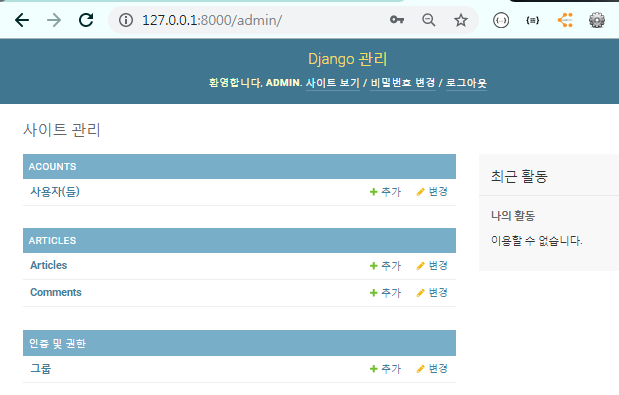 127.0.0.1:8000/admin/
Django 관리
환영합니다, ADMIN. 사이트 보기 / 비밀번호 변경 / 로그아웃
사이트 관리
ACOUNTS
사용자(들) 추가 변경
ARTICLES
Articles 추가 변경
Comments 추가 변경
인증 및 권한
그룹 추가 변경
최근 활동
나의 활동
이용할 수 없습니다.